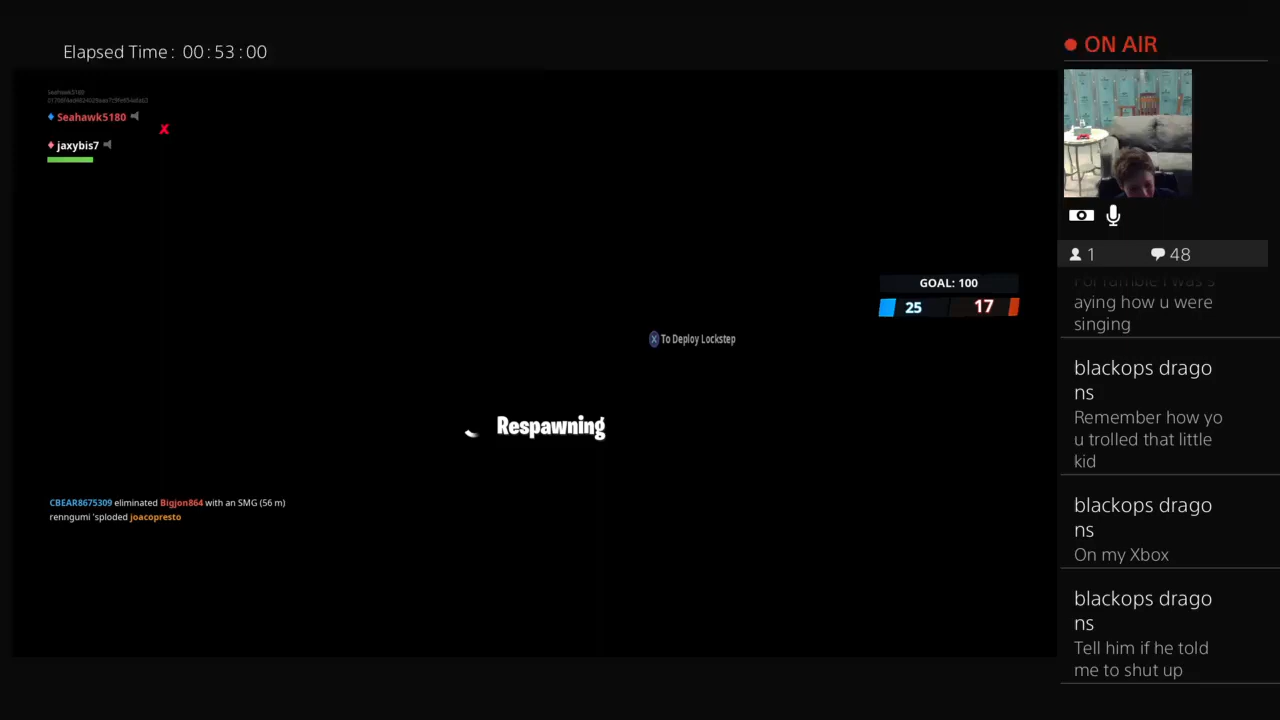 Elapsed Time: 00:53:00
ON AIR
Seahawk5180
Seahawk5180
X
jaxybis7
1
48
GOAL: 100
25 17
aying how u were
singing
X To Deploy Lockstep
blackops drago
ns
Remember how yo
u trolled that little
kid
Respawning
CBEAR8675309 eliminated Bigjon864 with an SMG (56 m)
renngumi 'sploded joacopresto
blackops drago
ns
On my Xbox
blackops drago
ns
Tell him if he told
me to shut up